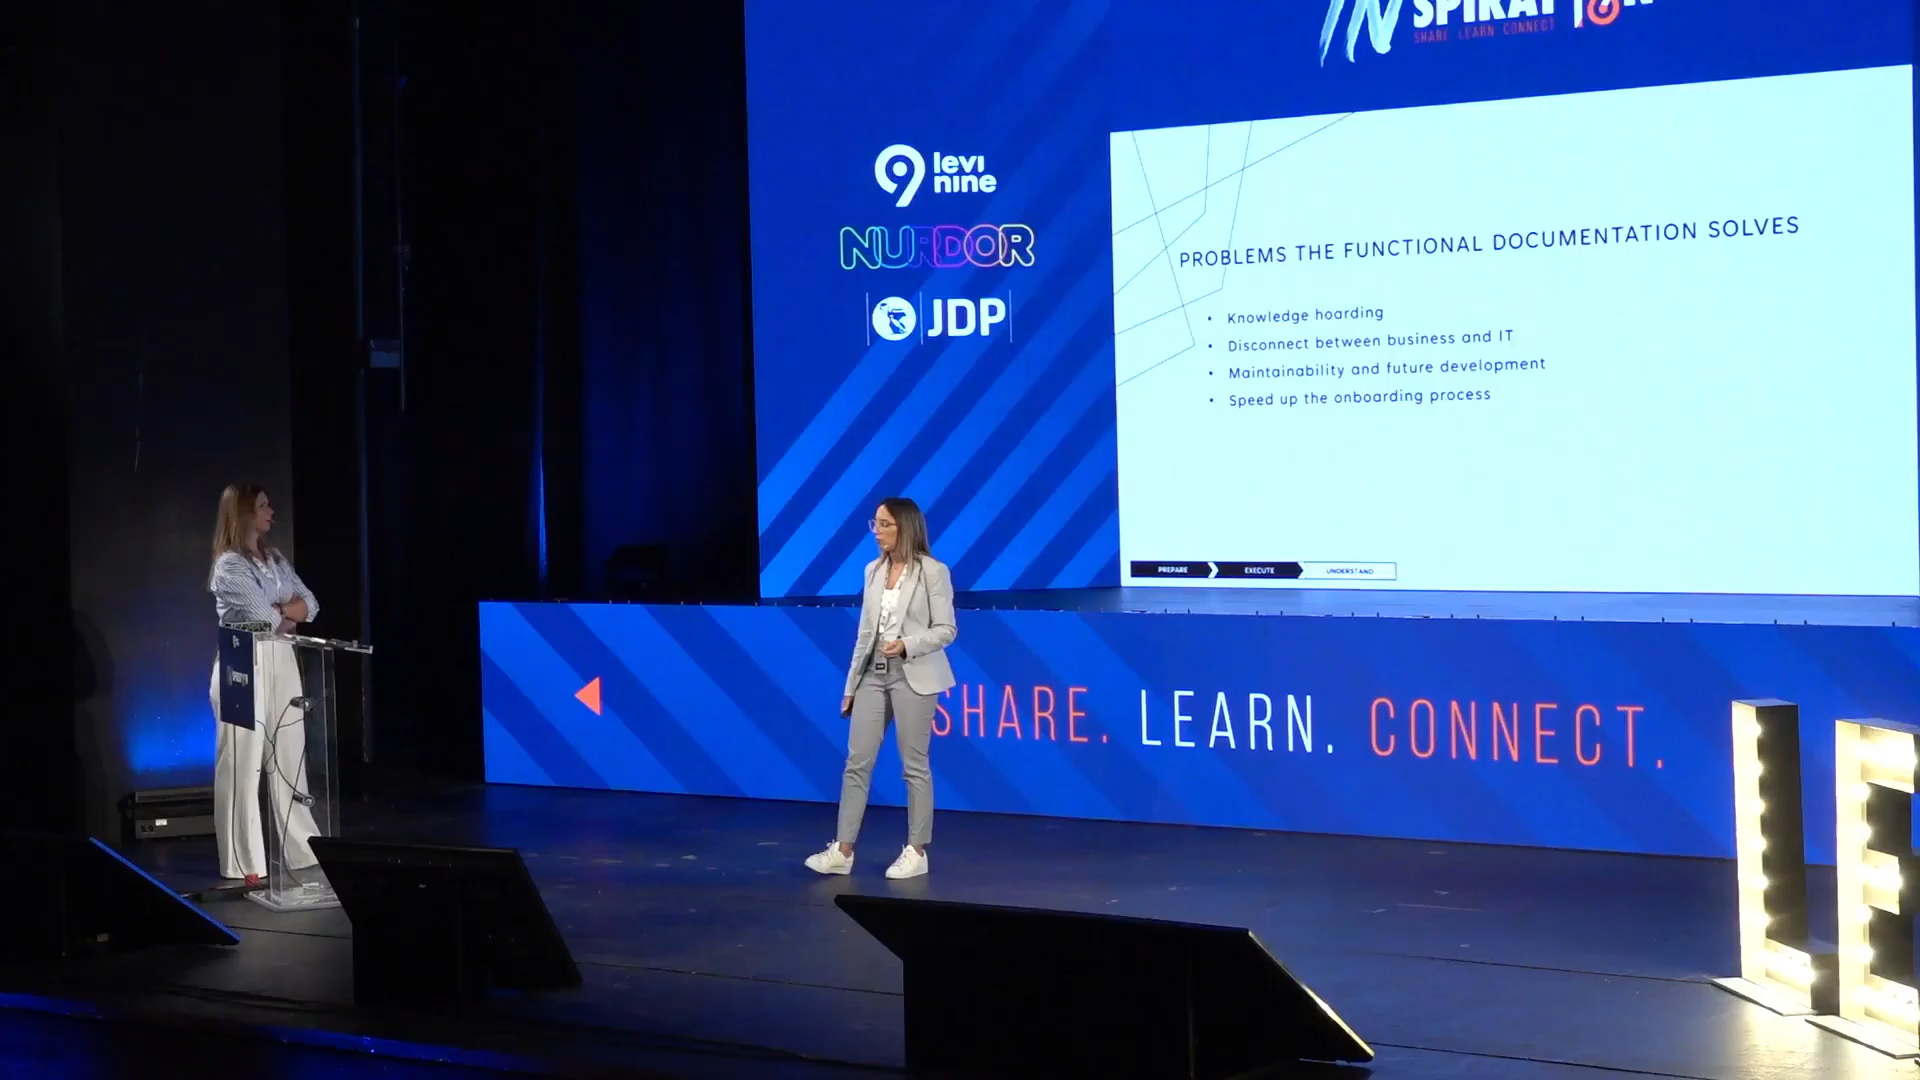 SHARE LEARN CONNECT
levi
nine
NURDOR
JDP
PROBLEMS THE FUNCTIONAL DOCUMENTATION SOLVES
• Knowledge hoarding
• Disconnect between business and IT
• Maintainability and future development
• Speed up the onboarding process
PREPARE EXECUTE UNDERSTAND
SHARE. LEARN. CONNECT.
LE